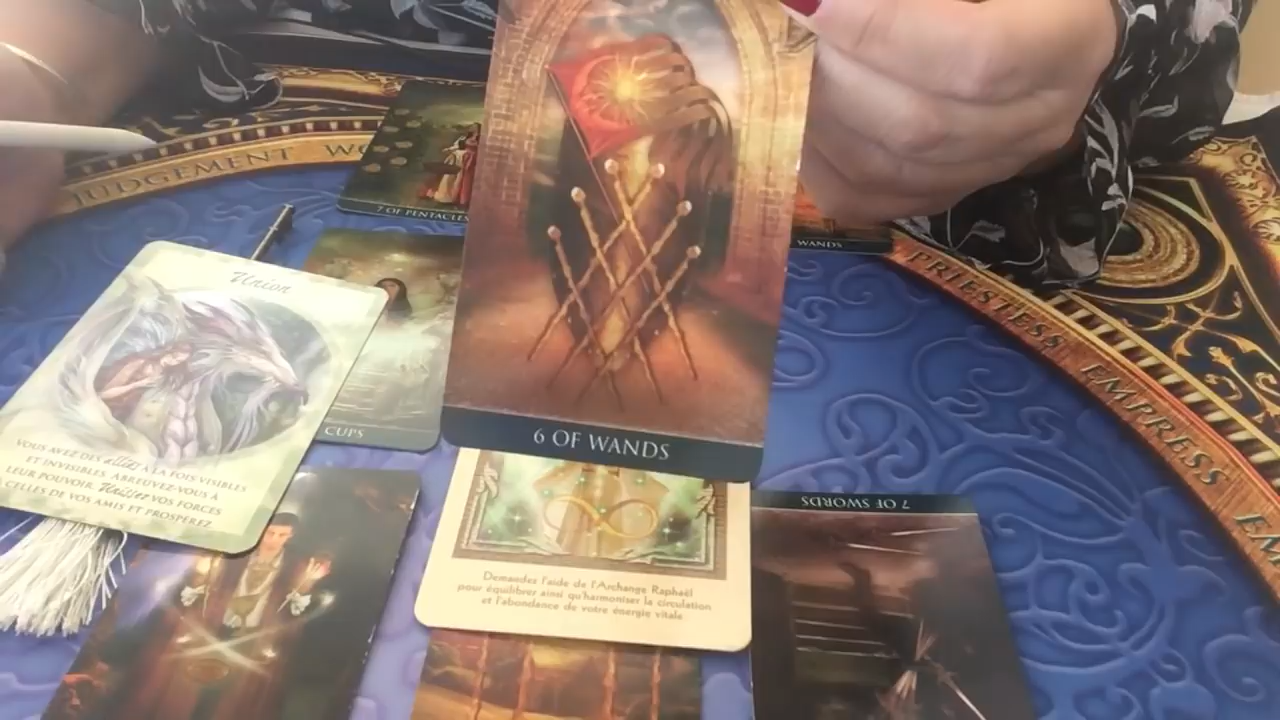 JUDGEMENT
7 OF PENTACLES
WANDS
PRIESTESS
EMPRESS
Union
VOUS AVEZ DES alliés À LA FOIS VISIBLES
ET INVISIBLES. ABREUVEZ-VOUS À
LEUR POUVOIR. Unissez VOS FORCES
À CELLES DE VOS AMIS ET PROSPÉREZ.
CUPS
6 OF WANDS
7 OF SWORDS
Demandez l'aide de l'Archange Raphaël
pour équilibrer ainsi qu'harmoniser la circulation
et l'abondance de votre énergie vitale